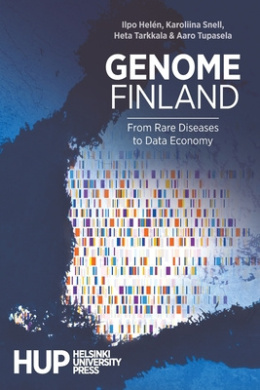 Ilpo Helén, Karoliina Snell,
Heta Tarkkala & Aaro Tupasela
GENOME
FINLAND
From Rare Diseases
to Data Economy
HUP HELSINKI
UNIVERSITY
PRESS